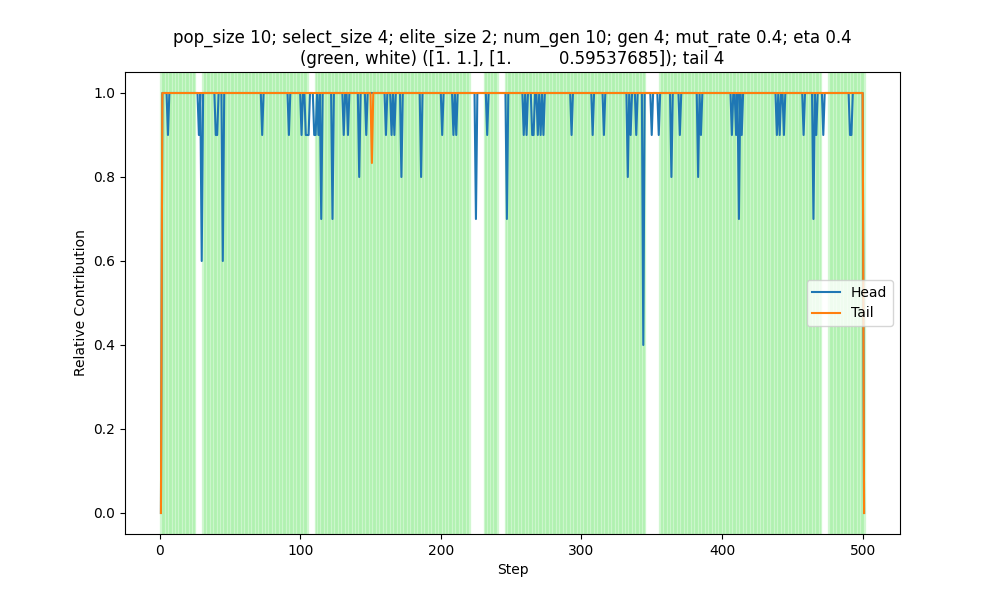 pop_size 10; select_size 4; elite_size 2; num_gen 10; gen 4; mut_rate 0.4; eta 0.4
(green, white) ([1. 1.], [1.          0.59537685]); tail 4
1.0
0.8
0.6
0.4
0.2
0.0
Relative Contribution
Head
Tail
0
100
200
300
400
500
Step